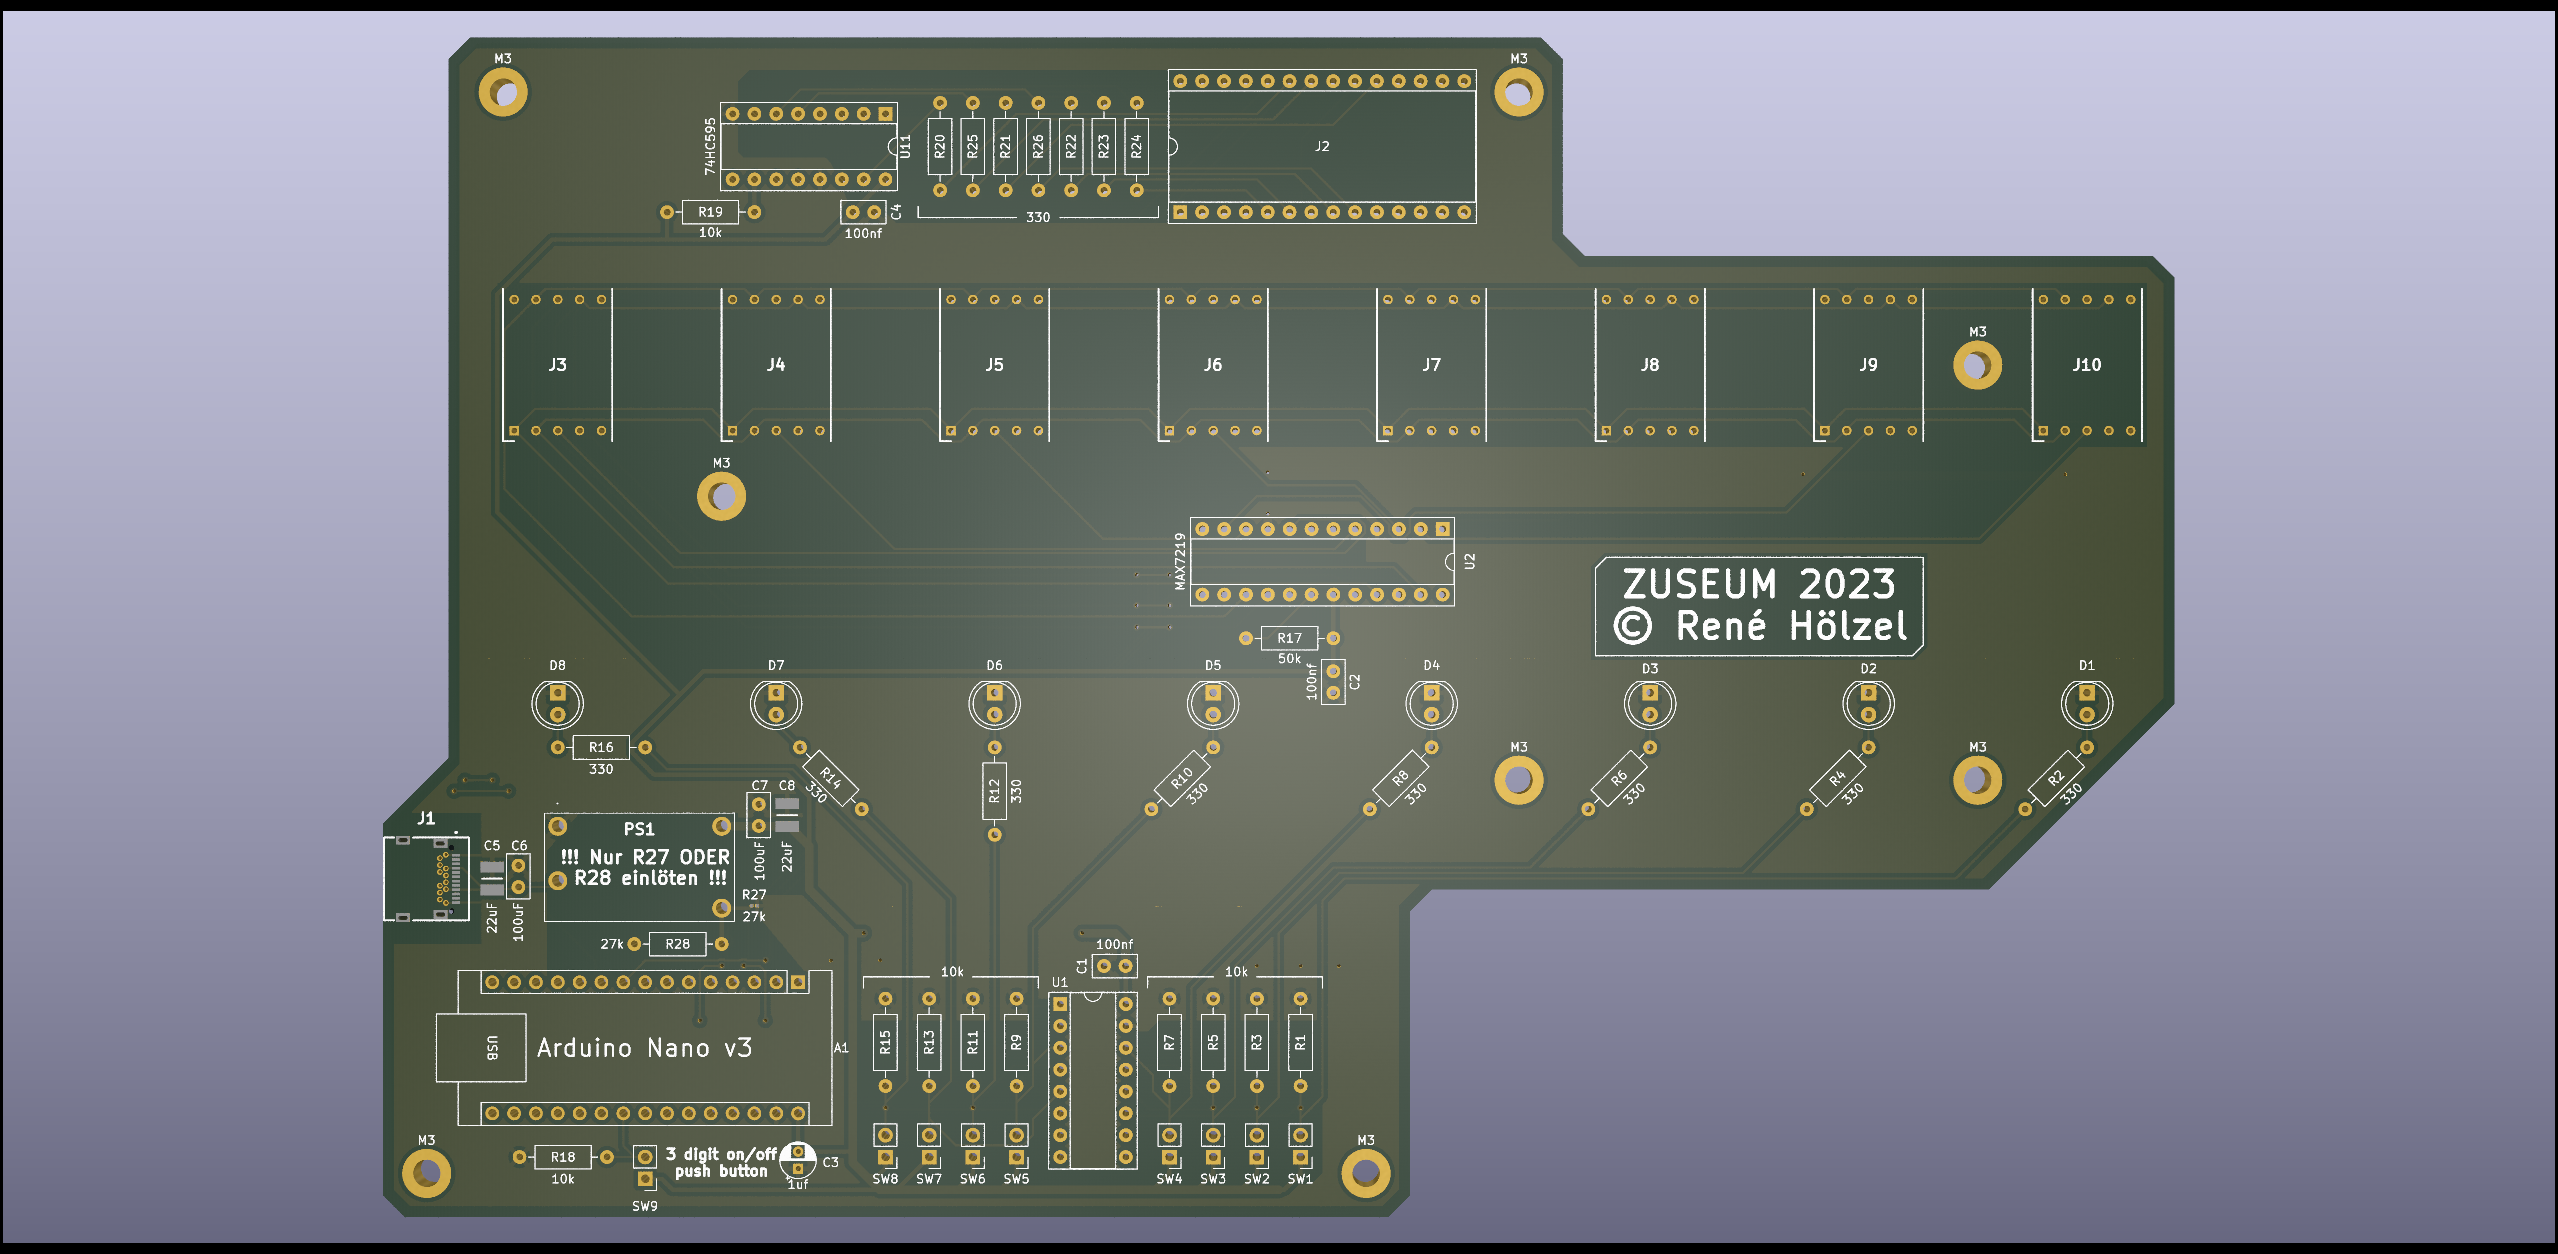 M3
M3
74HC595
U11
R20
R25
R21
R26
R22
R23
R24
J2
R19
10k
C4
100nf
330
J3
J4
J5
J6
J7
J8
J9
M3
J10
M3
MAX7219
U2
ZUSEUM 2023
© René Hölzel
R17
50k
100nf
C2
D8
D7
D6
D5
D4
D3
D2
D1
R16
330
R14
330
R12
330
R10
330
R8
330
M3
R6
330
R4
330
M3
R2
330
J1
C5
C6
22uF
100uF
PS1
!!! Nur R27 ODER
R28 einlöten !!!
C7
C8
100uF
22uF
R27
27k
27k
R28
10k
100nf
C1
U1
10k
USB
Arduino Nano v3
A1
R15
R13
R11
R9
R7
R5
R3
R1
M3
R18
10k
3 digit on/off
push button
SW9
C3
1uf
SW8
SW7
SW6
SW5
SW4
SW3
SW2
SW1
M3